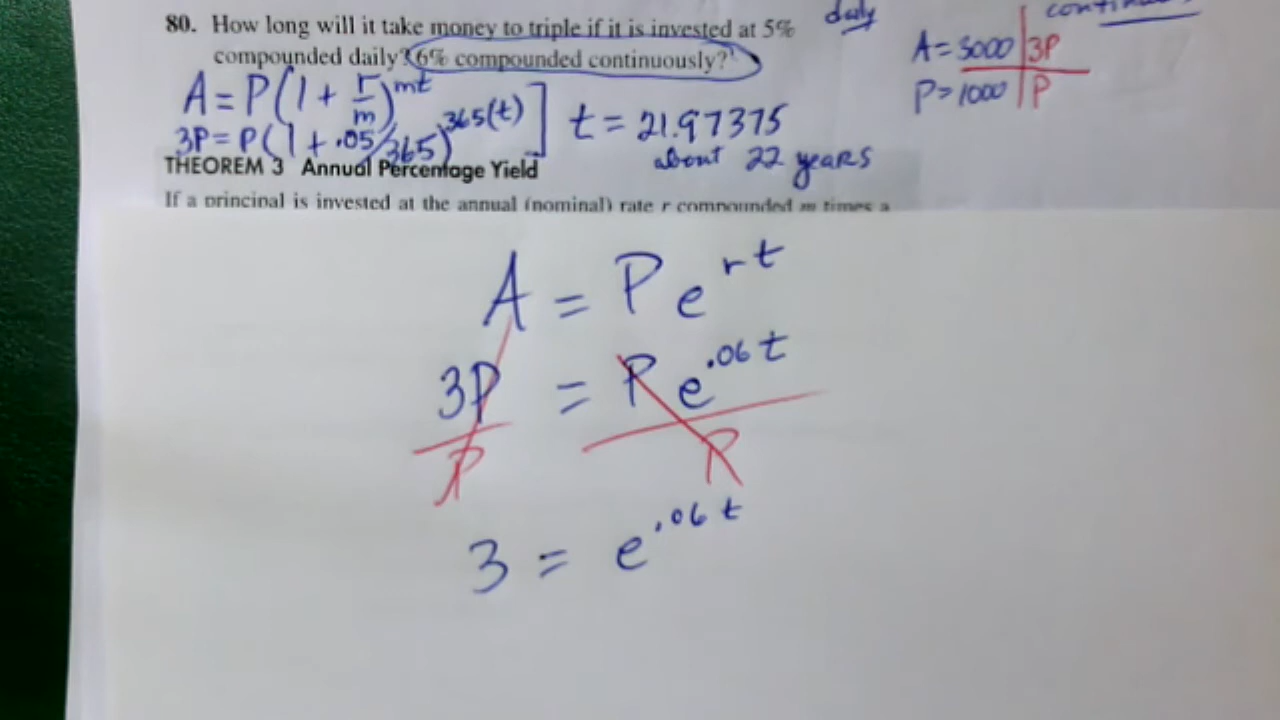 80. How long will it take money to triple if it is invested at 5%
compounded daily? 6% compounded continuously?
daily
A = 3000 | 3P
P = 1000 | P
A = P(1 + r/m)^mt
3P = P(1 + .05/365)^365(t) ] t = 21.97375
about 22 years
THEOREM 3 Annual Percentage Yield
If a principal is invested at the annual (nominal) rate r compounded m times a
A = P e^rt
3P = P e^.06t
P P
3 = e^.06t